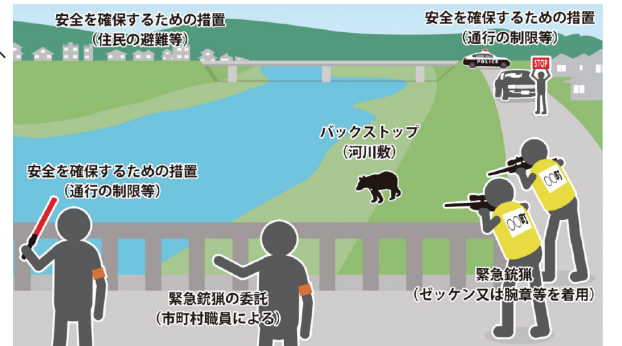 安全を確保するための措置
（住民の避難等）
安全を確保するための措置
（通行の制限等）
POLICE
STOP
バックストップ
（河川敷）
安全を確保するための措置
（通行の制限等）
〇〇町
〇〇町
緊急銃猟の委託
（市町村職員による）
緊急銃猟
（ゼッケン又は腕章等を着用）